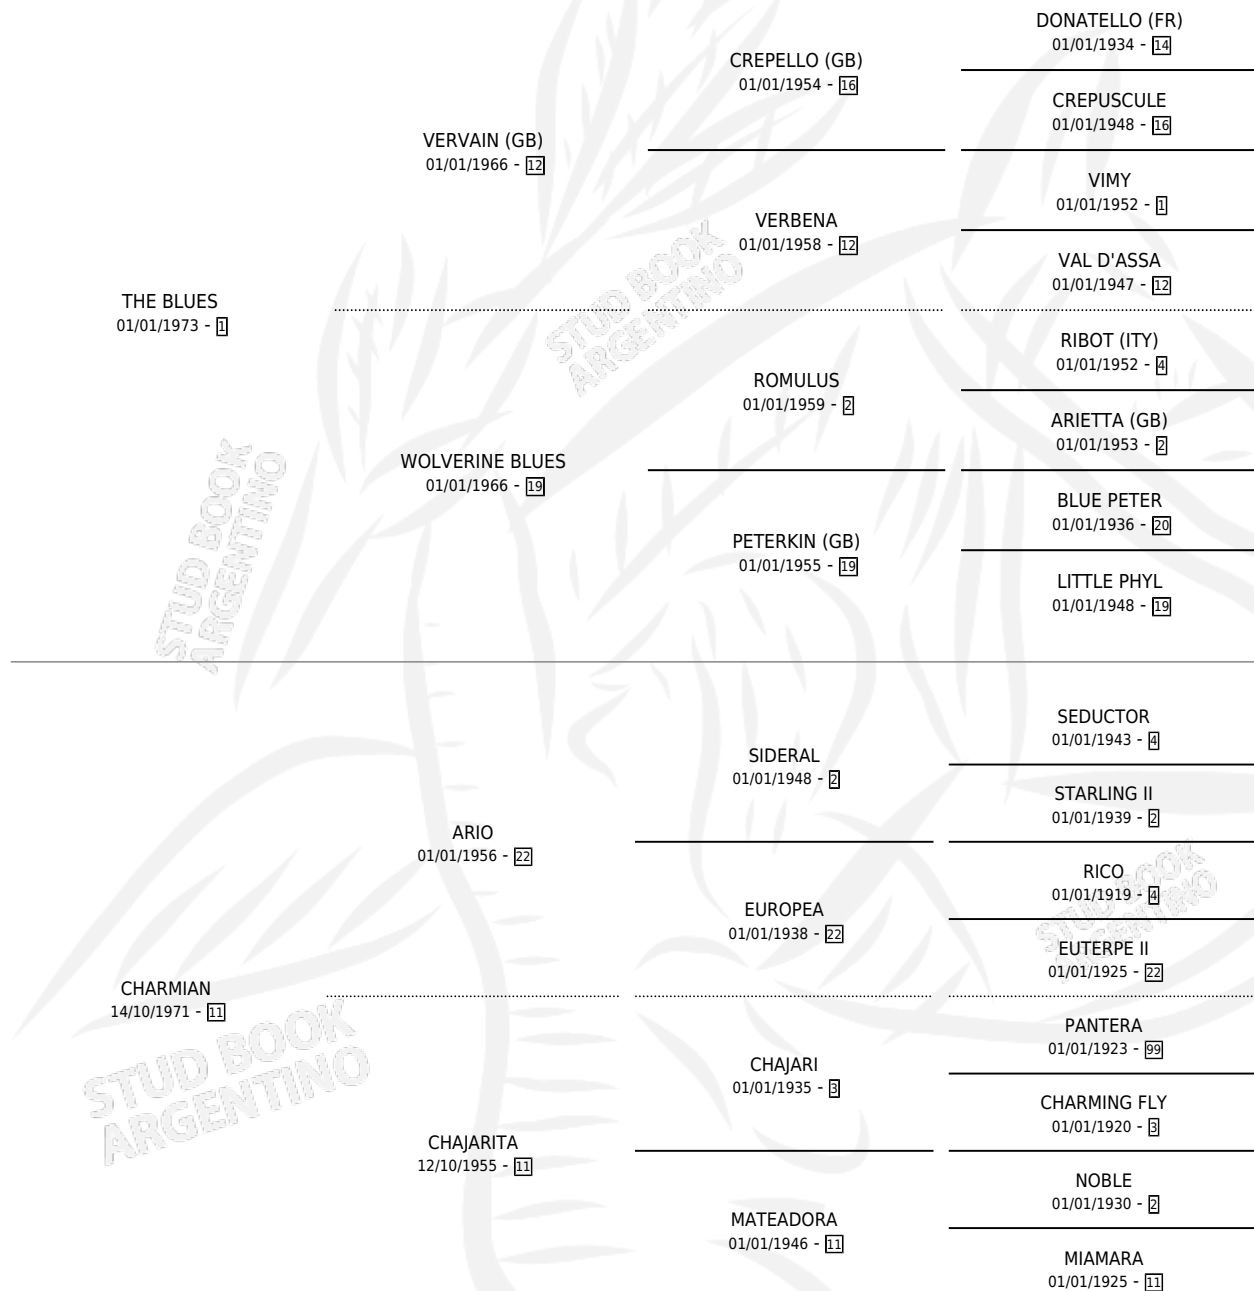 DONATELLO (FR)
01/01/1934 - 14
CREPELLO (GB)
01/01/1954 - 16
CREPUSCULE
01/01/1948 - 16
VERVAIN (GB)
01/01/1966 - 12
VIMY
01/01/1952 - 1
VERBENA
01/01/1958 - 12
VAL D'ASSA
01/01/1947 - 12
THE BLUES
01/01/1973 - 1
RIBOT (ITY)
01/01/1952 - 4
ROMULUS
01/01/1959 - 2
ARIETTA (GB)
01/01/1953 - 2
WOLVERINE BLUES
01/01/1966 - 19
BLUE PETER
01/01/1936 - 20
PETERKIN (GB)
01/01/1955 - 19
LITTLE PHYL
01/01/1948 - 19
SEDUCTOR
01/01/1943 - 4
SIDERAL
01/01/1948 - 2
STARLING II
01/01/1939 - 2
ARIO
01/01/1956 - 22
RICO
01/01/1919 - 4
EUROPEA
01/01/1938 - 22
EUTERPE II
01/01/1925 - 22
CHARMIAN
14/10/1971 - 11
PANTERA
01/01/1923 - 99
CHAJARI
01/01/1935 - 3
CHARMING FLY
01/01/1920 - 3
CHAJARITA
12/10/1955 - 11
NOBLE
01/01/1930 - 2
MATEADORA
01/01/1946 - 11
MIAMARA
01/01/1925 - 11
STUD BOOK
ARGENTINO
STUD BOOK
ARGENTINO
STUD BOOK
ARGENTINO
STUD BOOK
ARGENTINO